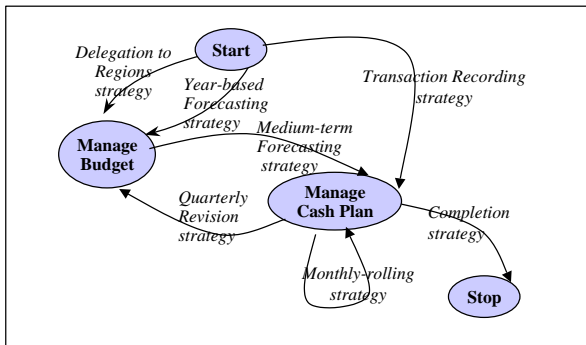 Start
Delegation to
Regions
strategy
Year-based
Forecasting
strategy
Transaction Recording
strategy
Manage
Budget
Medium-term
Forecasting
strategy
Manage
Cash Plan
Quarterly
Revision
strategy
Completion
strategy
Monthly-rolling
strategy
Stop